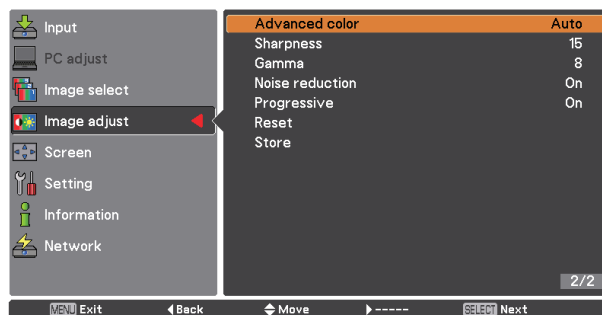 Input
PC adjust
Image select
Image adjust
Screen
Setting
Information
Network
Advanced color Auto
Sharpness 15
Gamma 8
Noise reduction On
Progressive On
Reset
Store
2/2
MENU Exit Back Move ----- SELECT Next